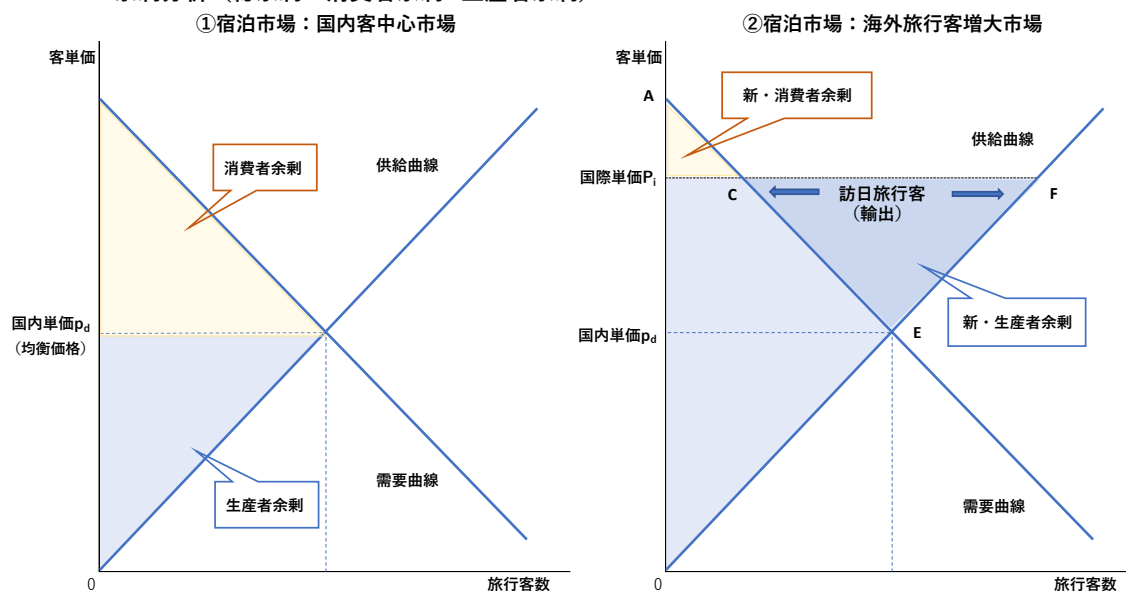 ①宿泊市場：国内客中心市場
客単価
消費者余剰
供給曲線
国内単価pd
（均衡価格）
生産者余剰
需要曲線
0
旅行客数
②宿泊市場：海外旅行客増大市場
客単価
A
新・消費者余剰
供給曲線
国際単価Pi
C
訪日旅行客
（輸出）
F
新・生産者余剰
国内単価pd
E
需要曲線
0
旅行客数